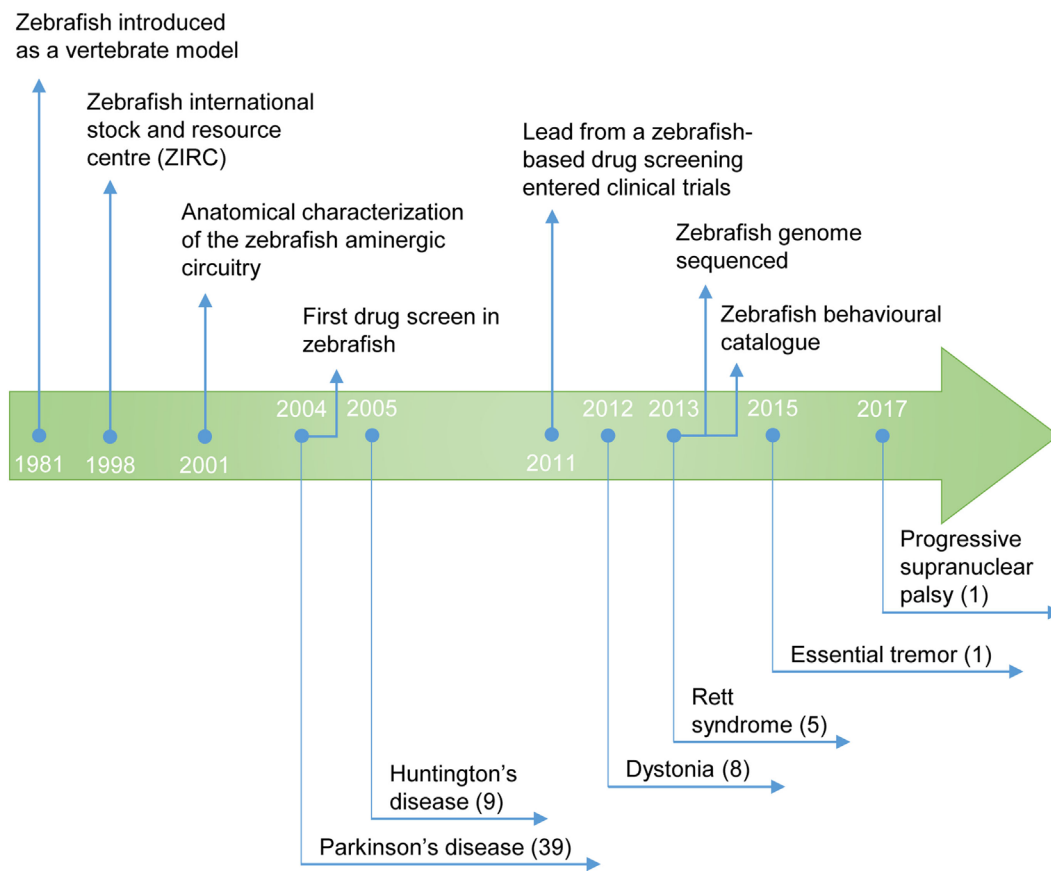 Zebrafish introduced
as a vertebrate model
Zebrafish international
stock and resource
centre (ZIRC)
Anatomical characterization
of the zebrafish aminergic
circuitry
First drug screen in
zebrafish
Lead from a zebrafish-
based drug screening
entered clinical trials
Zebrafish genome
sequenced
Zebrafish behavioural
catalogue
1981
1998
2001
2004
2005
2011
2012
2013
2015
2017
Progressive
supranuclear
palsy (1)
Essential tremor (1)
Rett
syndrome (5)
Dystonia (8)
Huntington’s
disease (9)
Parkinson’s disease (39)